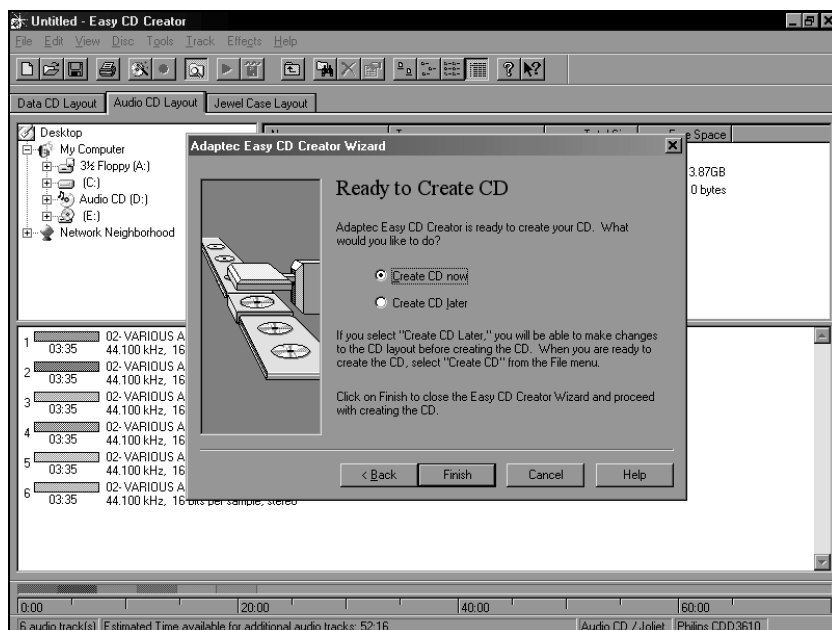 Untitled - Easy CD Creator
File Edit View Disc Tools Track Effects Help
Data CD Layout Audio CD Layout Jewel Case Layout
Desktop
My Computer
3½ Floppy (A:)
(C:)
Audio CD (D:)
(E:)
Network Neighborhood
e Space
3.87GB
0 bytes
Adaptec Easy CD Creator Wizard
Ready to Create CD
Adaptec Easy CD Creator is ready to create your CD. What
would you like to do?
Create CD now
Create CD later
If you select "Create CD Later," you will be able to make changes
to the CD layout before creating the CD. When you are ready to
create the CD, select "Create CD" from the File menu.
Click on Finish to close the Easy CD Creator Wizard and proceed
with creating the CD.
< Back Finish Cancel Help
1 02- VARIOUS A
03:35 44.100 kHz, 16
2 02- VARIOUS A
03:35 44.100 kHz, 16
3 02- VARIOUS A
03:35 44.100 kHz, 16
4 02- VARIOUS A
03:35 44.100 kHz, 16
5 02- VARIOUS A
03:35 44.100 kHz, 16
6 02- VARIOUS A
03:35 44.100 kHz, 16 bits per sample, stereo
0:00 20:00 40:00 60:00
6 audio track(s) Estimated Time available for additional audio tracks: 52:16 Audio CD / Joliet Philips CDD3610